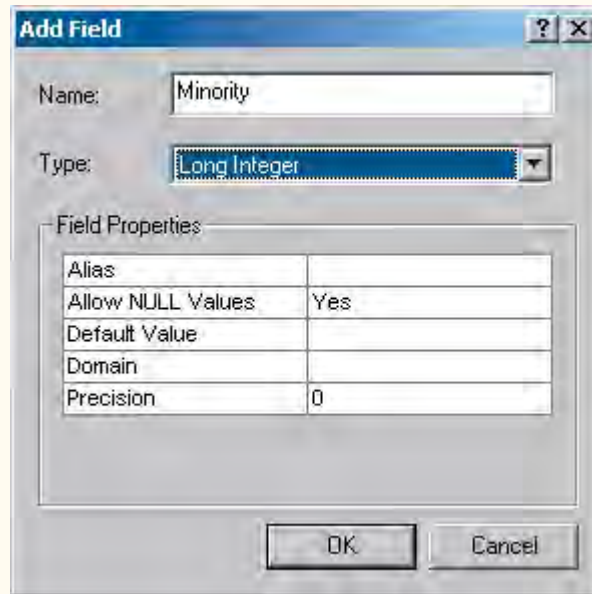 Add Field
Name: Minority
Type: Long Integer
Field Properties
Alias
Allow NULL Values Yes
Default Value
Domain
Precision 0
OK Cancel